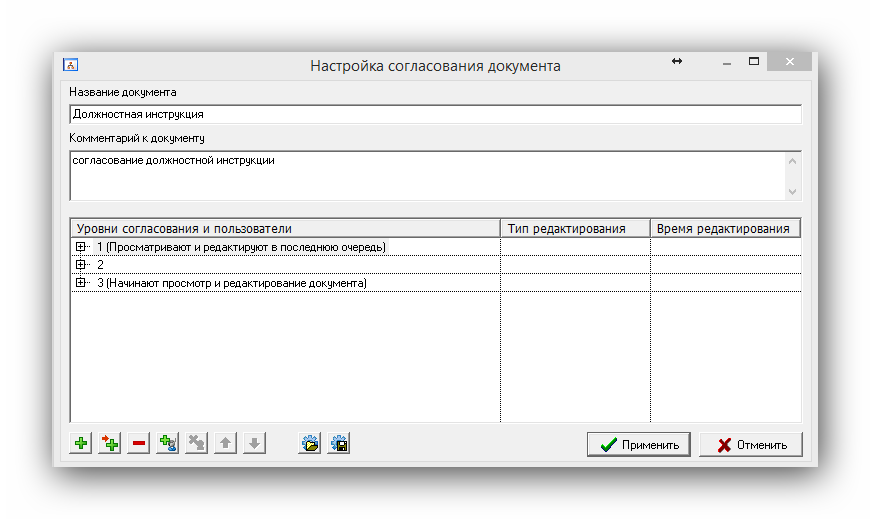 Настройка согласования документа
Название документа
Должностная инструкция
Комментарий к документу
согласование должностной инструкции
Уровни согласования и пользователи Тип редактирования Время редактирования
1 (Просматривают и редактируют в последнюю очередь)
2
3 (Начинают просмотр и редактирование документа)
Применить Отменить